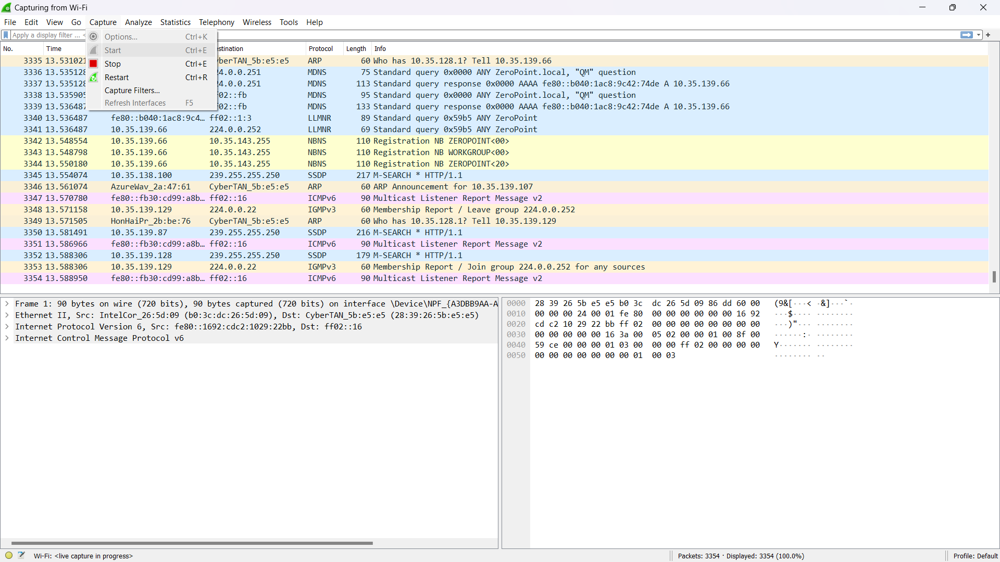 Capturing from Wi-Fi
File Edit View Go Capture Analyze Statistics Telephony Wireless Tools Help
Apply a display filter ... <
Options... Ctrl+K
Start Ctrl+E
Stop Ctrl+E
Restart Ctrl+R
Capture Filters...
Refresh Interfaces F5
No. Time stination Protocol Length Info
3335 13.531021 berTAN_5b:e5:e5 ARP 60 Who has 10.35.128.1? Tell 10.35.139.66
3336 13.535128 4.0.0.251 MDNS 75 Standard query 0x0000 ANY ZeroPoint.local, "QM" question
3337 13.535128 4.0.0.251 MDNS 113 Standard query response 0x0000 AAAA fe80::b040:1ac8:9c42:74de A 10.35.139.66
3338 13.535905 f02::fb MDNS 95 Standard query 0x0000 ANY ZeroPoint.local, "QM" question
3339 13.536487 f02::fb MDNS 133 Standard query response 0x0000 AAAA fe80::b040:1ac8:9c42:74de A 10.35.139.66
3340 13.536487 fe80::b040:1ac8:9c4… ff02::1:3 LLMNR 89 Standard query 0x59b5 ANY ZeroPoint
3341 13.536487 10.35.139.66 224.0.0.252 LLMNR 69 Standard query 0x59b5 ANY ZeroPoint
3342 13.548554 10.35.139.66 10.35.143.255 NBNS 110 Registration NB ZEROPOINT<00>
3343 13.548798 10.35.139.66 10.35.143.255 NBNS 110 Registration NB WORKGROUP<00>
3344 13.550180 10.35.139.66 10.35.143.255 NBNS 110 Registration NB ZEROPOINT<20>
3345 13.554074 10.35.138.100 239.255.255.250 SSDP 217 M-SEARCH * HTTP/1.1
3346 13.561074 AzureWav_2a:47:61 CyberTAN_5b:e5:e5 ARP 60 ARP Announcement for 10.35.139.107
3347 13.570780 fe80::fb30:cd99:a8b… ff02::16 ICMPv6 90 Multicast Listener Report Message v2
3348 13.571158 10.35.139.129 224.0.0.22 IGMPv3 60 Membership Report / Leave group 224.0.0.252
3349 13.571505 HonHaiPr_2b:be:76 CyberTAN_5b:e5:e5 ARP 60 Who has 10.35.128.1? Tell 10.35.139.129
3350 13.581491 10.35.139.87 239.255.255.250 SSDP 216 M-SEARCH * HTTP/1.1
3351 13.586966 fe80::fb30:cd99:a8b… ff02::16 ICMPv6 90 Multicast Listener Report Message v2
3352 13.588306 10.35.139.128 239.255.255.250 SSDP 179 M-SEARCH * HTTP/1.1
3353 13.588306 10.35.139.129 224.0.0.22 IGMPv3 60 Membership Report / Join group 224.0.0.252 for any sources
3354 13.588950 fe80::fb30:cd99:a8b… ff02::16 ICMPv6 90 Multicast Listener Report Message v2
Frame 1: 90 bytes on wire (720 bits), 90 bytes captured (720 bits) on interface \Device\NPF_{A3DBB9AA-A
Ethernet II, Src: IntelCor_26:5d:09 (b0:3c:dc:26:5d:09), Dst: CyberTAN_5b:e5:e5 (28:39:26:5b:e5:e5)
Internet Protocol Version 6, Src: fe80::1692:cdc2:1029:22bb, Dst: ff02::16
Internet Control Message Protocol v6
0000 28 39 26 5b e5 e5 b0 3c dc 26 5d 09 86 dd 60 00 (9&[···< ·&]···`·
0010 00 00 00 24 00 01 fe 80 00 00 00 00 00 00 16 92 ···$···· ········
0020 cd c2 10 29 22 bb ff 02 00 00 00 00 00 00 00 00 ···)"··· ········
0030 00 00 00 00 00 16 3a 00 05 02 00 00 01 00 8f 00 ······:· ········
0040 59 ce 00 00 00 01 03 00 00 00 ff 02 00 00 00 00 Y······· ········
0050 00 00 00 00 00 00 00 01 00 03 ········ ··
Wi-Fi: <live capture in progress>
Packets: 3354 · Displayed: 3354 (100.0%)
Profile: Default